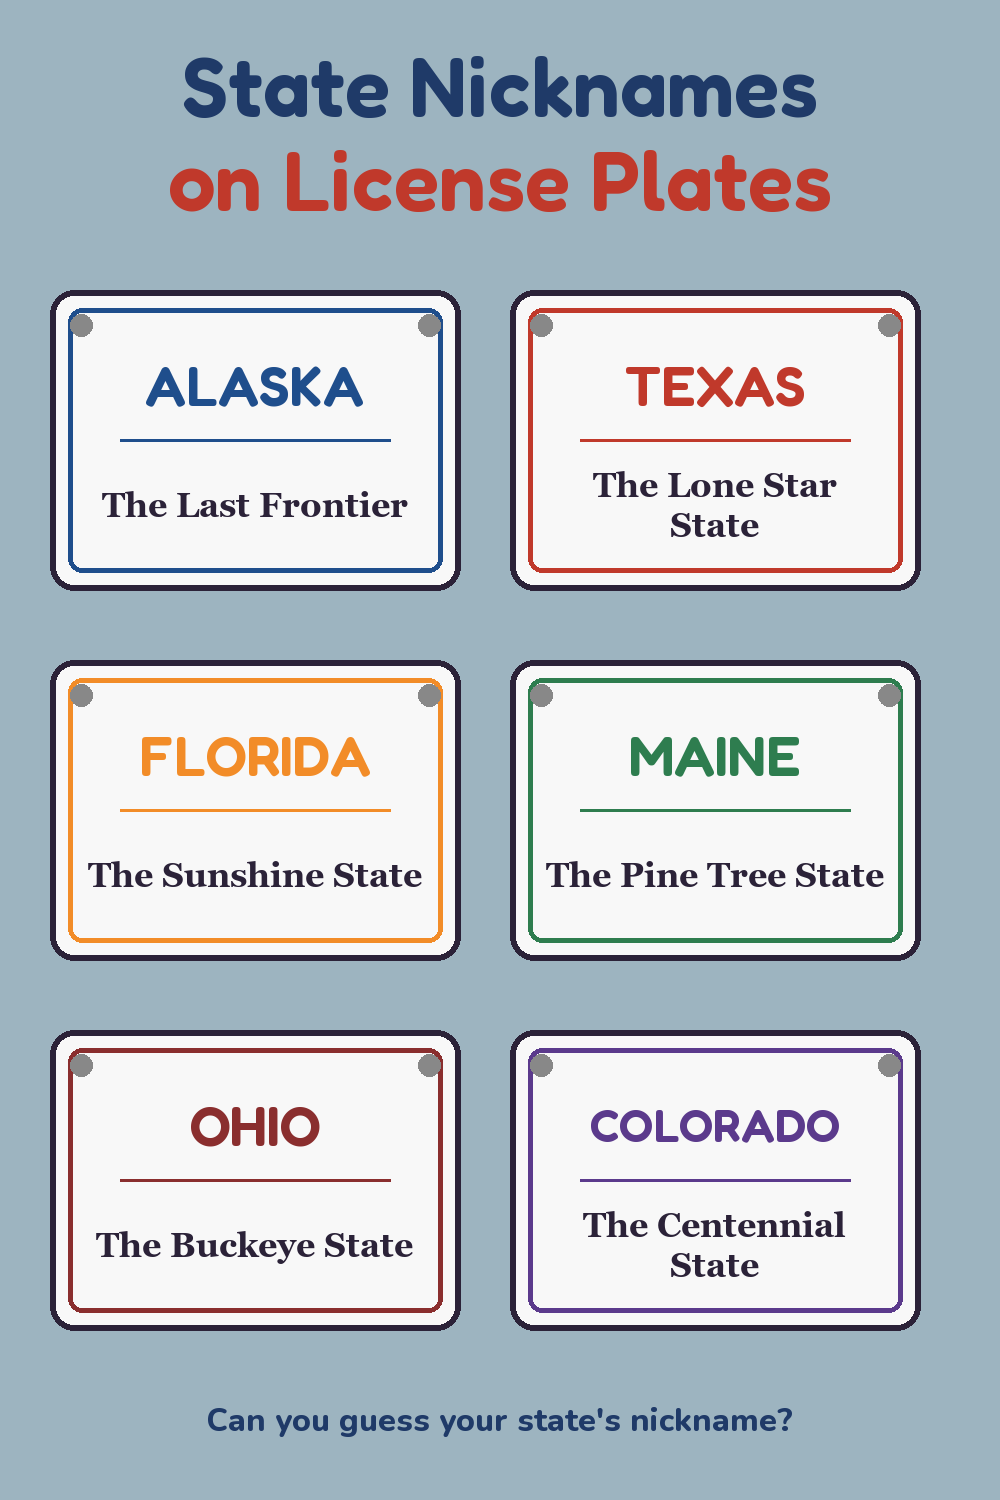 State Nicknames
on License Plates
ALASKA
The Last Frontier
TEXAS
The Lone Star
State
FLORIDA
The Sunshine State
MAINE
The Pine Tree State
OHIO
The Buckeye State
COLORADO
The Centennial
State
Can you guess your state's nickname?